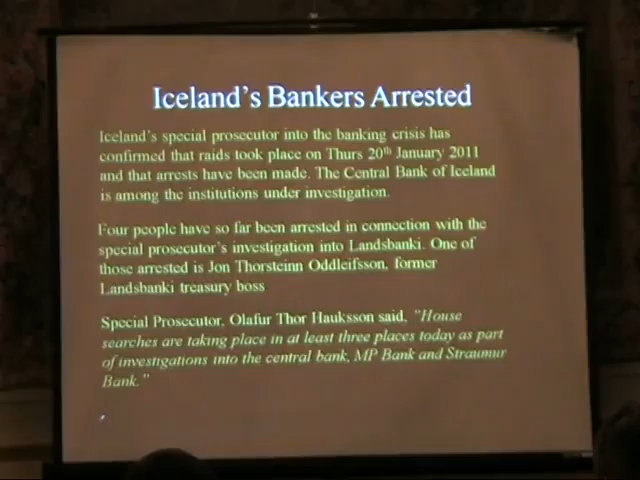 Iceland's Bankers Arrested
Iceland's special prosecutor into the banking crisis has
confirmed that raids took place on Thurs 20th January 2011
and that arrests have been made. The Central Bank of Iceland
is among the institutions under investigation.
Four people have so far been arrested in connection with the
special prosecutor's investigation into Landsbanki. One of
those arrested is Jon Thorsteinn Oddleifsson, former
Landsbanki treasury boss
Special Prosecutor, Olafur Thor Hauksson said, "House
searches are taking place in at least three places today as part
of investigations into the central bank, MP Bank and Straumur
Bank."